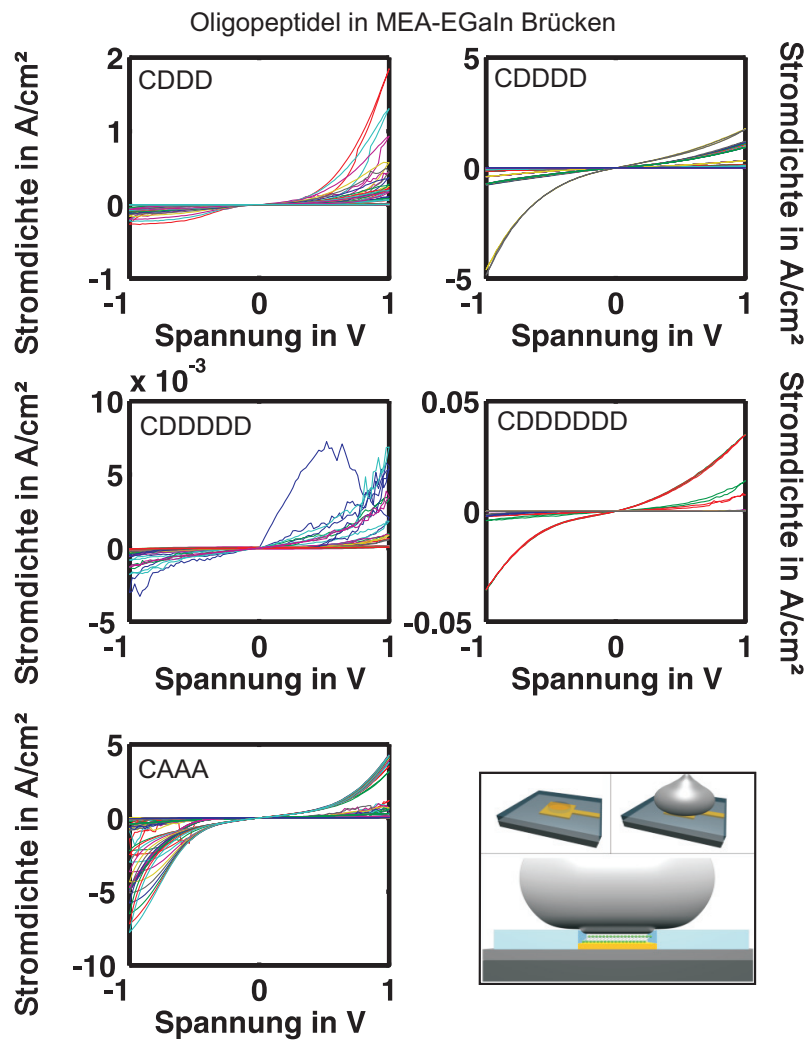 Oligopeptidel in MEA-EGaIn Brücken
Stromdichte in A/cm²
2
1
0
-1
CDDD
-1 0 1
Spannung in V
5
0
-5
CDDDD
-1 0 1
Spannung in V
Stromdichte in A/cm²
Stromdichte in A/cm²
x 10⁻³
10
5
0
-5
CDDDDD
-1 0 1
Spannung in V
0.05
0
-0.05
CDDDDDD
-1 0 1
Spannung in V
Stromdichte in A/cm²
Stromdichte in A/cm²
5
0
-5
-10
CAAA
-1 0 1
Spannung in V